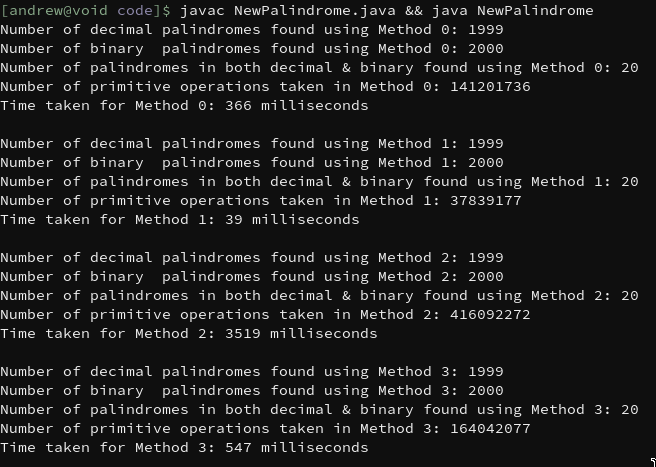 [andrew@void code]$ javac NewPalindrome.java && java NewPalindrome
Number of decimal palindromes found using Method 0: 1999
Number of binary  palindromes found using Method 0: 2000
Number of palindromes in both decimal & binary found using Method 0: 20
Number of primitive operations taken in Method 0: 141201736
Time taken for Method 0: 366 milliseconds

Number of decimal palindromes found using Method 1: 1999
Number of binary  palindromes found using Method 1: 2000
Number of palindromes in both decimal & binary found using Method 1: 20
Number of primitive operations taken in Method 1: 37839177
Time taken for Method 1: 39 milliseconds

Number of decimal palindromes found using Method 2: 1999
Number of binary  palindromes found using Method 2: 2000
Number of palindromes in both decimal & binary found using Method 2: 20
Number of primitive operations taken in Method 2: 416092272
Time taken for Method 2: 3519 milliseconds

Number of decimal palindromes found using Method 3: 1999
Number of binary  palindromes found using Method 3: 2000
Number of palindromes in both decimal & binary found using Method 3: 20
Number of primitive operations taken in Method 3: 164042077
Time taken for Method 3: 547 milliseconds